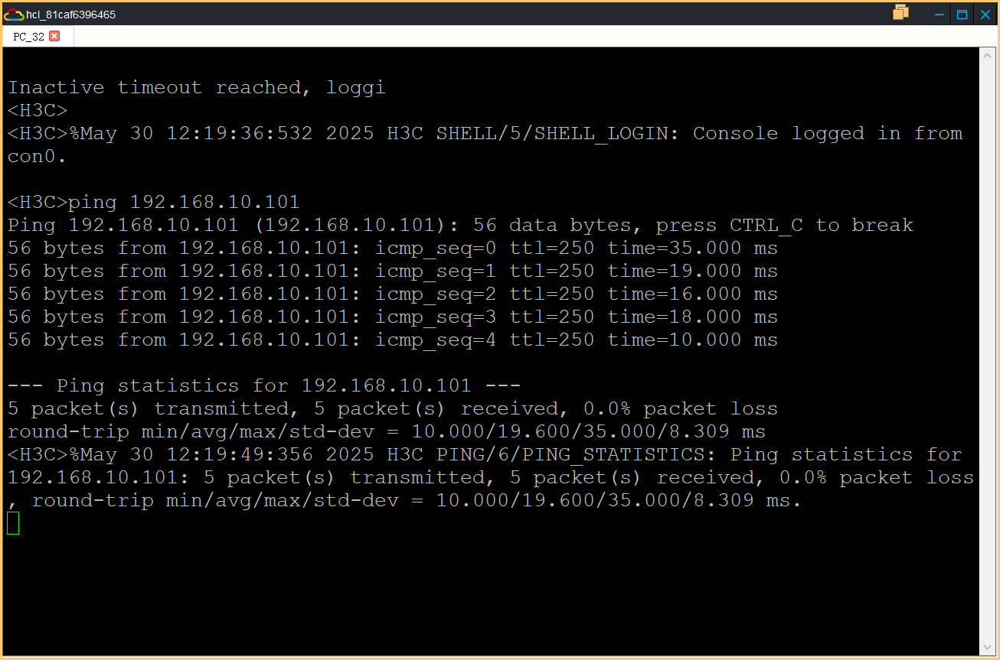 hcl_81caf6396465
PC_32
Inactive timeout reached, loggi
<H3C>
<H3C>%May 30 12:19:36:532 2025 H3C SHELL/5/SHELL_LOGIN: Console logged in from
con0.
<H3C>ping 192.168.10.101
Ping 192.168.10.101 (192.168.10.101): 56 data bytes, press CTRL_C to break
56 bytes from 192.168.10.101: icmp_seq=0 ttl=250 time=35.000 ms
56 bytes from 192.168.10.101: icmp_seq=1 ttl=250 time=19.000 ms
56 bytes from 192.168.10.101: icmp_seq=2 ttl=250 time=16.000 ms
56 bytes from 192.168.10.101: icmp_seq=3 ttl=250 time=18.000 ms
56 bytes from 192.168.10.101: icmp_seq=4 ttl=250 time=10.000 ms
--- Ping statistics for 192.168.10.101 ---
5 packet(s) transmitted, 5 packet(s) received, 0.0% packet loss
round-trip min/avg/max/std-dev = 10.000/19.600/35.000/8.309 ms
<H3C>%May 30 12:19:49:356 2025 H3C PING/6/PING_STATISTICS: Ping statistics for
192.168.10.101: 5 packet(s) transmitted, 5 packet(s) received, 0.0% packet loss
, round-trip min/avg/max/std-dev = 10.000/19.600/35.000/8.309 ms.